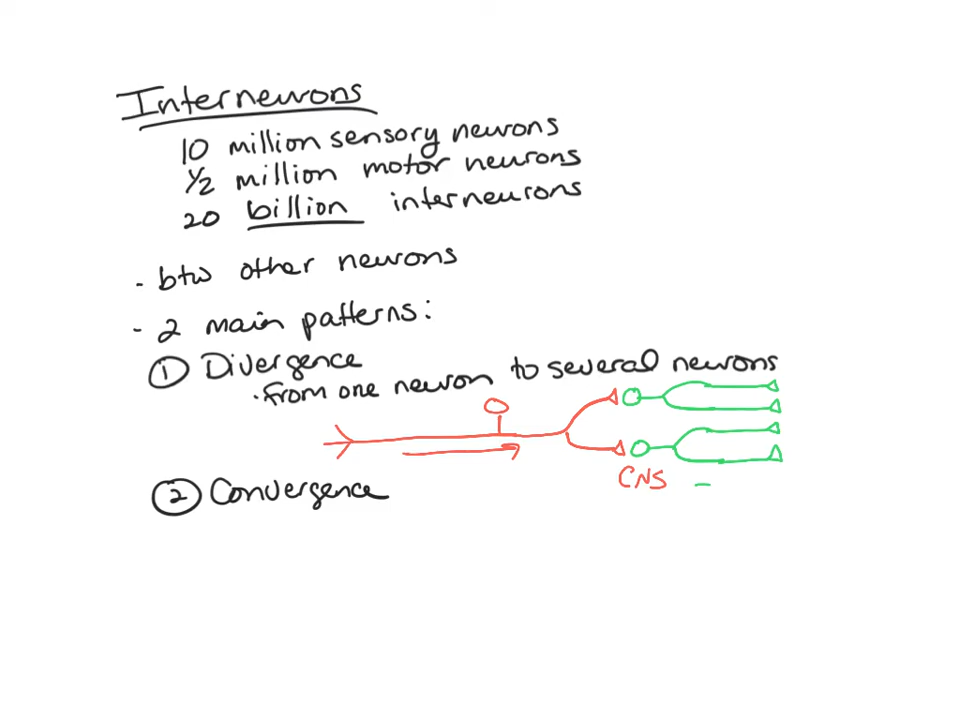 Interneurons
10 million sensory neurons
1/2 million motor neurons
20 billion interneurons
- btw other neurons
- 2 main patterns:
① Divergence
· from one neuron to several neurons
CNS
② Convergence